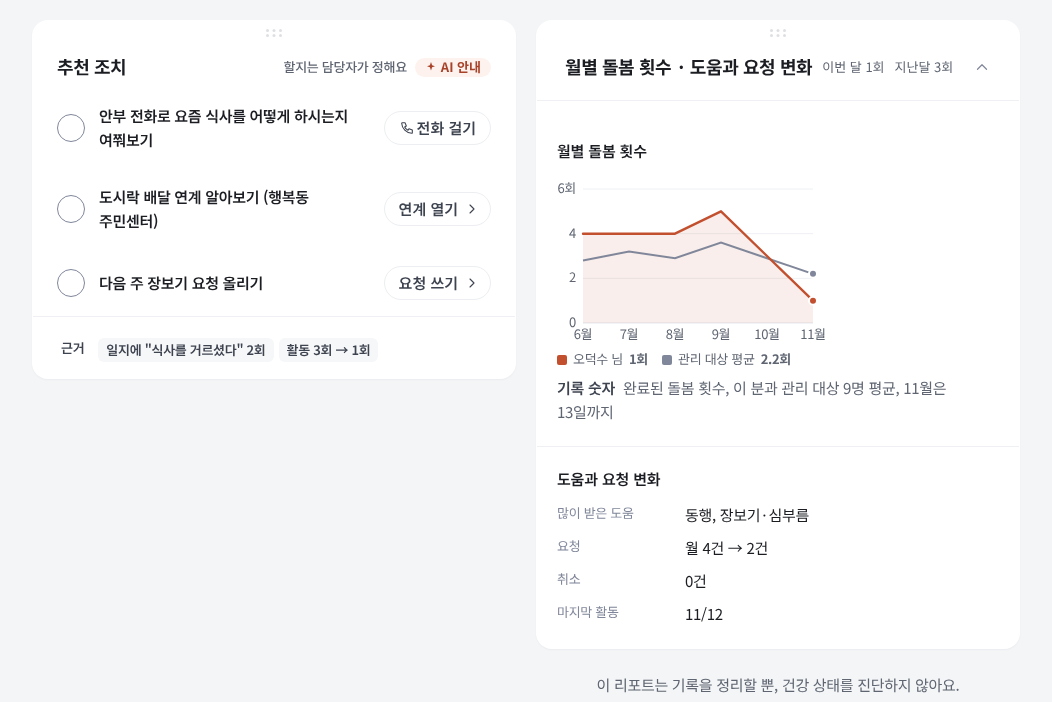 추천 조치
할지는 담당자가 정해요
AI 안내
안부 전화로 요즘 식사를 어떻게 하시는지
여쭤보기
전화 걸기
도시락 배달 연계 알아보기 (행복동
주민센터)
연계 열기
다음 주 장보기 요청 올리기
요청 쓰기
근거
일지에 "식사를 거르셨다" 2회
활동 3회 → 1회
월별 돌봄 횟수 · 도움과 요청 변화
이번 달 1회 지난달 3회
월별 돌봄 횟수
6회
4
2
0
6월 7월 8월 9월 10월 11월
오덕수 님 1회 관리 대상 평균 2.2회
기록 숫자 완료된 돌봄 횟수, 이 분과 관리 대상 9명 평균, 11월은
13일까지
도움과 요청 변화
많이 받은 도움 동행, 장보기·심부름
요청 월 4건 → 2건
취소 0건
마지막 활동 11/12
이 리포트는 기록을 정리할 뿐, 건강 상태를 진단하지 않아요.